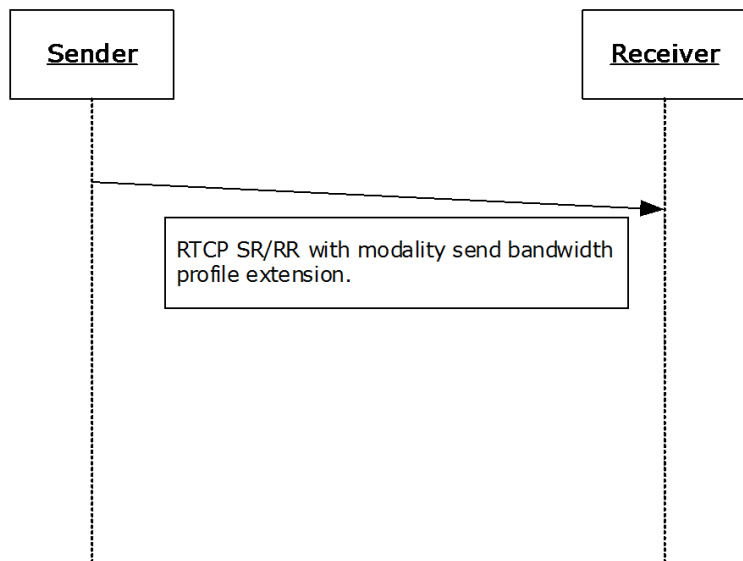 Sender
Receiver
RTCP SR/RR with modality send bandwidth
profile extension.